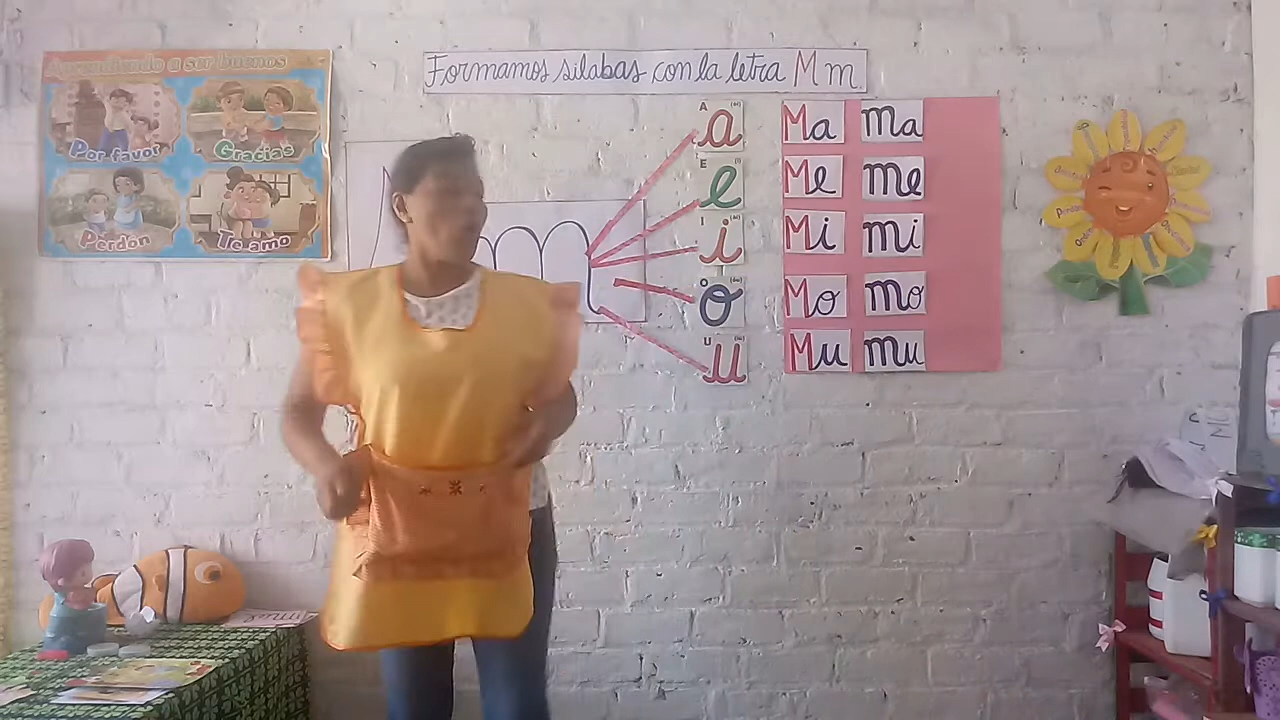 Aprendiendo a ser buenos
Por favor
Gracias
Perdón
Te amo
Formamos silabas con la letra M m
A
a
E
e
I
i
O
o
U
u
Ma ma
Me me
Mi mi
Mo mo
Mu mu